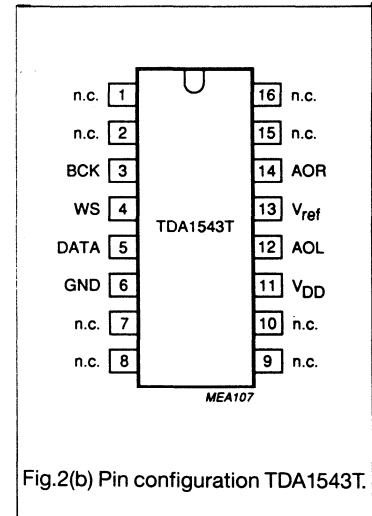 n.c. 1 16 n.c.
n.c. 2 15 n.c.
BCK 3 14 AOR
WS 4 13 Vref
TDA1543T
DATA 5 12 AOL
GND 6 11 VDD
n.c. 7 10 n.c.
n.c. 8 9 n.c.
MEA107
Fig.2(b) Pin configuration TDA1543T.